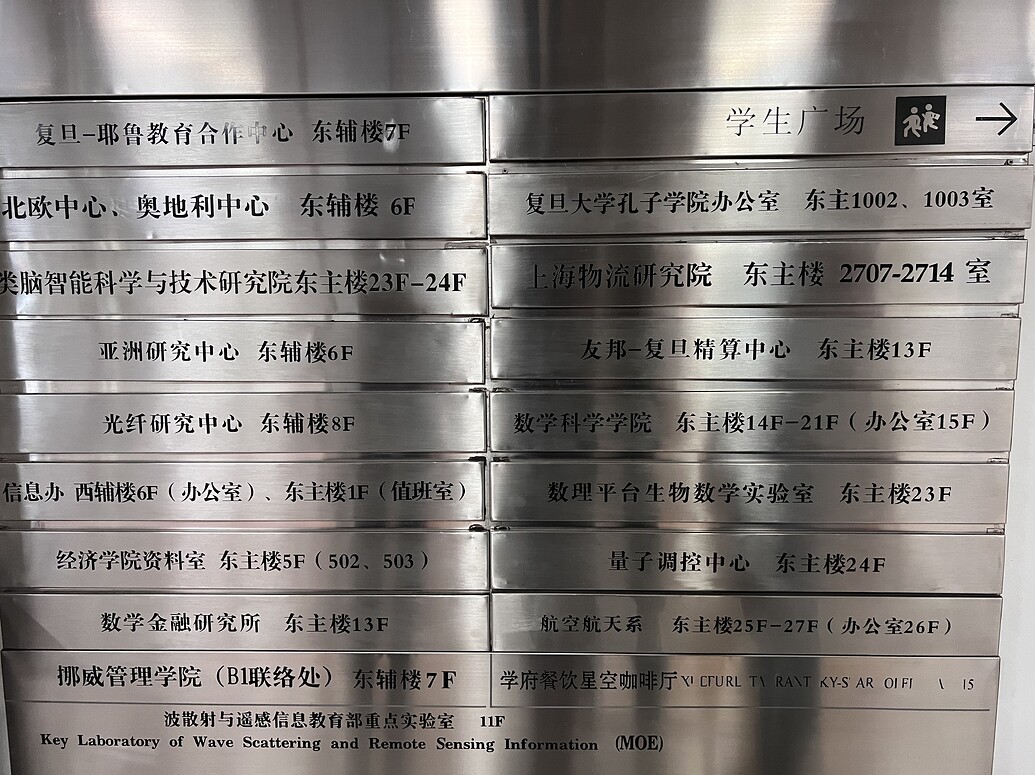 复旦-耶鲁教育合作中心 东辅楼7F
北欧中心、奥地利中心 东辅楼 6F
类脑智能科学与技术研究院东主楼23F-24F
亚洲研究中心 东辅楼6F
光纤研究中心 东辅楼8F
信息办 西辅楼6F（办公室）、东主楼1F（值班室）
经济学院资料室 东主楼5F（502、503）
数学金融研究所 东主楼13F
挪威管理学院（B1联络处） 东辅楼7F
学生广场
复旦大学孔子学院办公室 东主1002、1003室
上海物流研究院 东主楼 2707-2714 室
友邦-复旦精算中心 东主楼13F
数学科学学院 东主楼14F-21F（办公室15F）
数理平台生物数学实验室 东主楼23F
量子调控中心 东主楼24F
航空航天系 东主楼25F-27F（办公室26F）
学府餐饮星空咖啡厅
波散射与遥感信息教育部重点实验室 11F
Key Laboratory of Wave Scattering and Remote Sensing Information (MOE)